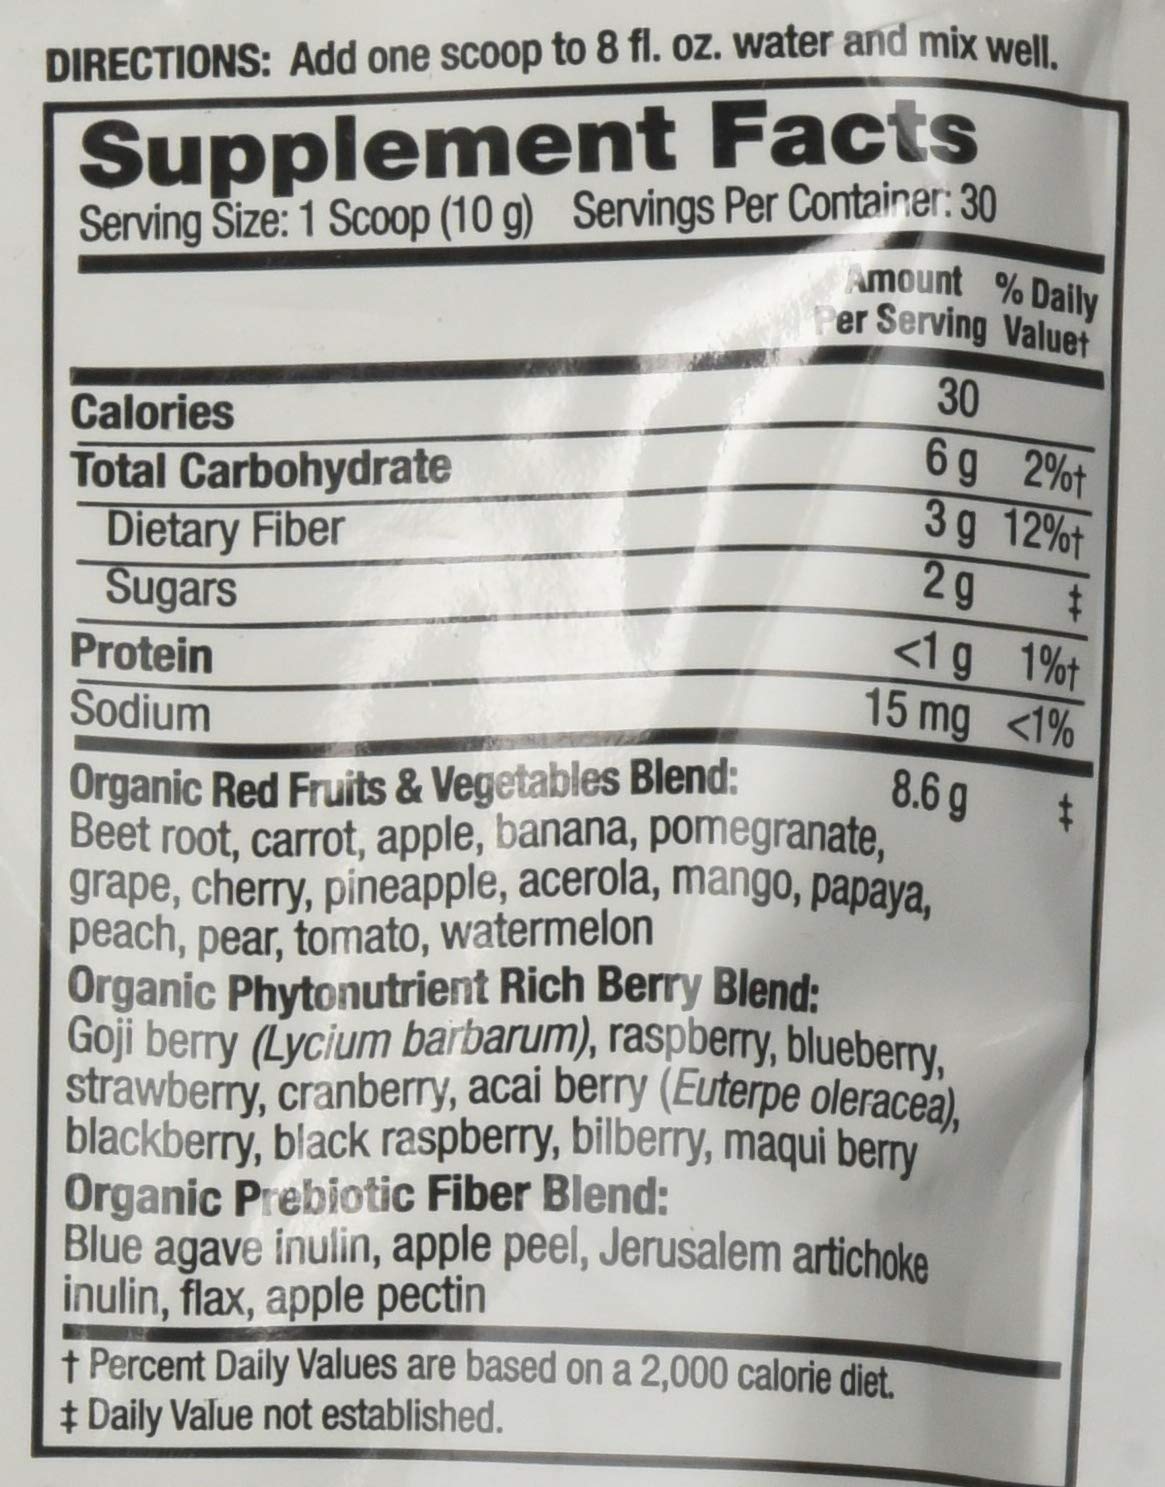 DIRECTIONS: Add one scoop to 8 fl. oz. water and mix well.
Supplement Facts
Serving Size: 1 Scoop (10 g) Servings Per Container: 30
Amount % Daily
Per Serving Value†
Calories 30
Total Carbohydrate 6 g 2%†
Dietary Fiber 3 g 12%†
Sugars 2 g ‡
Protein <1 g 1%†
Sodium 15 mg <1%
Organic Red Fruits & Vegetables Blend: 8.6 g ‡
Beet root, carrot, apple, banana, pomegranate,
grape, cherry, pineapple, acerola, mango, papaya,
peach, pear, tomato, watermelon
Organic Phytonutrient Rich Berry Blend:
Goji berry (Lycium barbarum), raspberry, blueberry,
strawberry, cranberry, acai berry (Euterpe oleracea),
blackberry, black raspberry, bilberry, maqui berry
Organic Prebiotic Fiber Blend:
Blue agave inulin, apple peel, Jerusalem artichoke
inulin, flax, apple pectin
† Percent Daily Values are based on a 2,000 calorie diet.
‡ Daily Value not established.